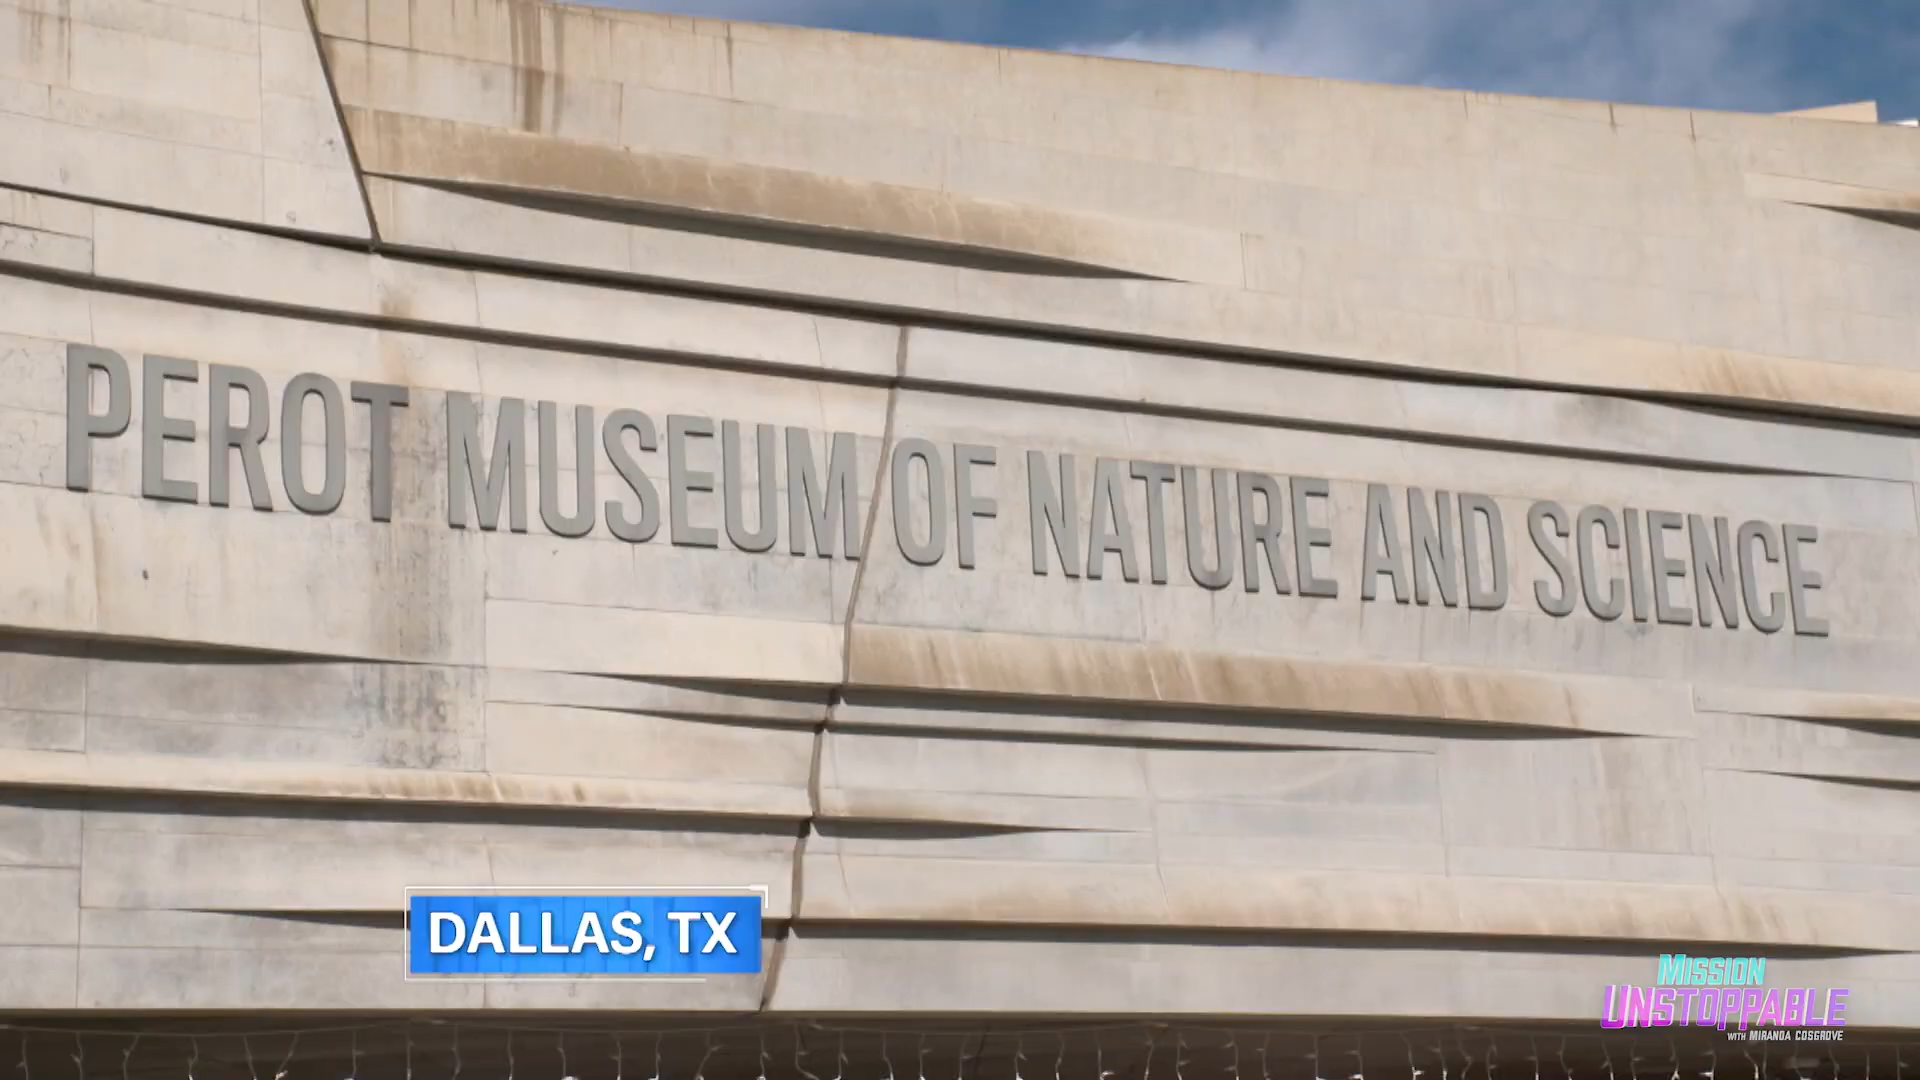 PEROT MUSEUM OF NATURE AND SCIENCE
DALLAS, TX
MISSION
UNSTOPPABLE
WITH MIRANDA COSGROVE